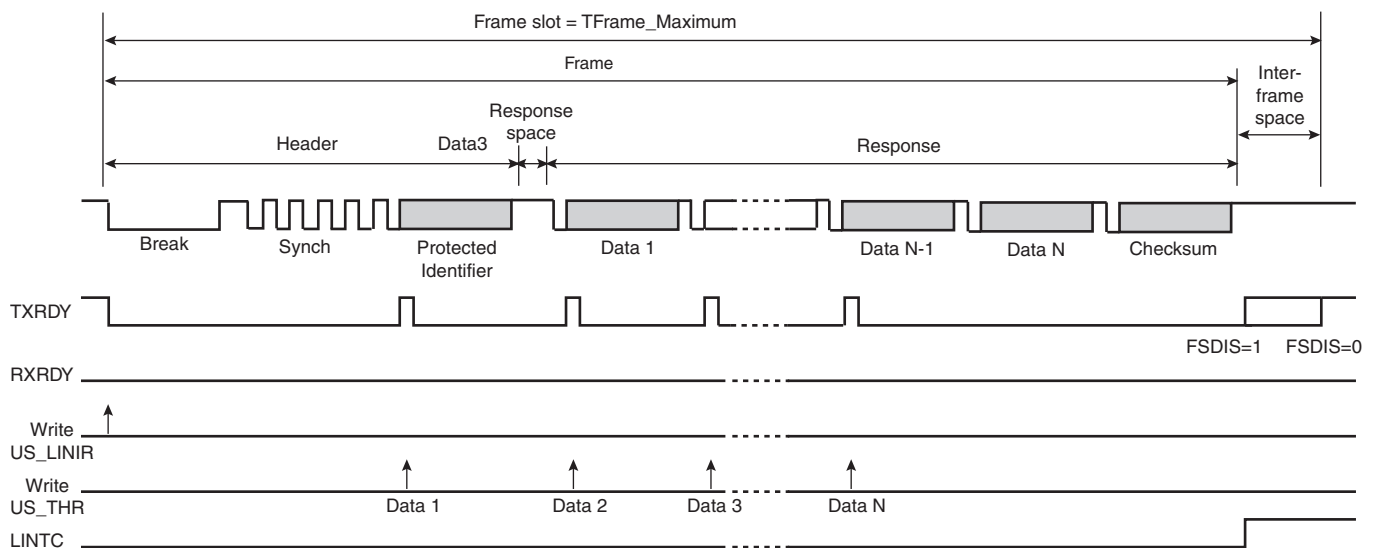 Frame slot = TFrame_Maximum
Frame
Inter-
frame
space
Response
space
Header
Data3
Response
Break
Synch
Protected
Identifier
Data 1
Data N-1
Data N
Checksum
TXRDY
FSDIS=1
FSDIS=0
RXRDY
Write
US_LINIR
Write
US_THR
Data 1
Data 2
Data 3
Data N
LINTC